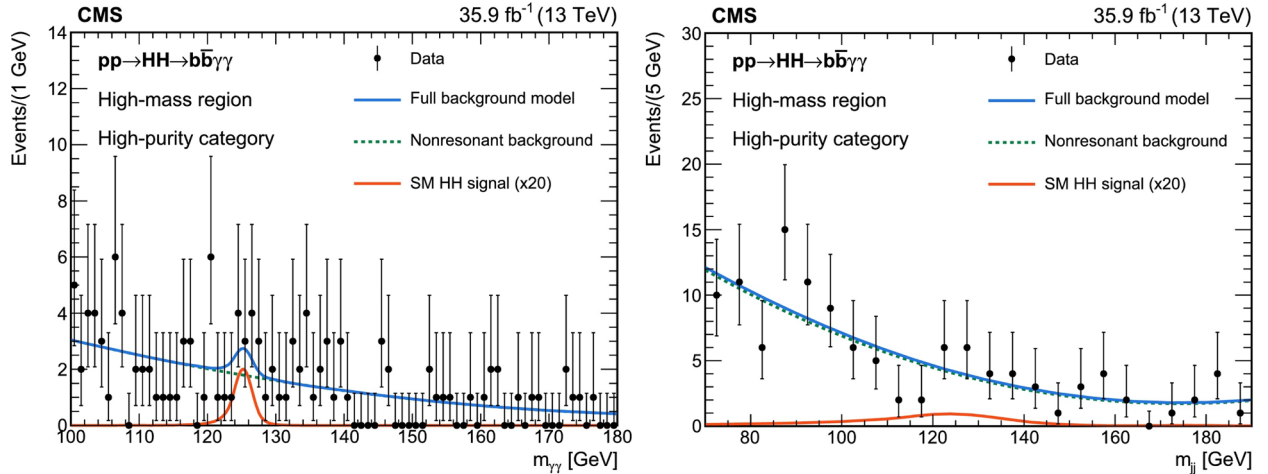 CMS
35.9 fb⁻¹ (13 TeV)
Events/(1 GeV)
pp→HH→bb̅γγ
High-mass region
High-purity category
Data
Full background model
Nonresonant background
SM HH signal (x20)
14
12
10
8
6
4
2
0
100 110 120 130 140 150 160 170 180
m_γγ [GeV]
CMS
35.9 fb⁻¹ (13 TeV)
Events/(5 GeV)
pp→HH→bb̅γγ
High-mass region
High-purity category
Data
Full background model
Nonresonant background
SM HH signal (x20)
30
25
20
15
10
5
0
80 100 120 140 160 180
m_jj [GeV]